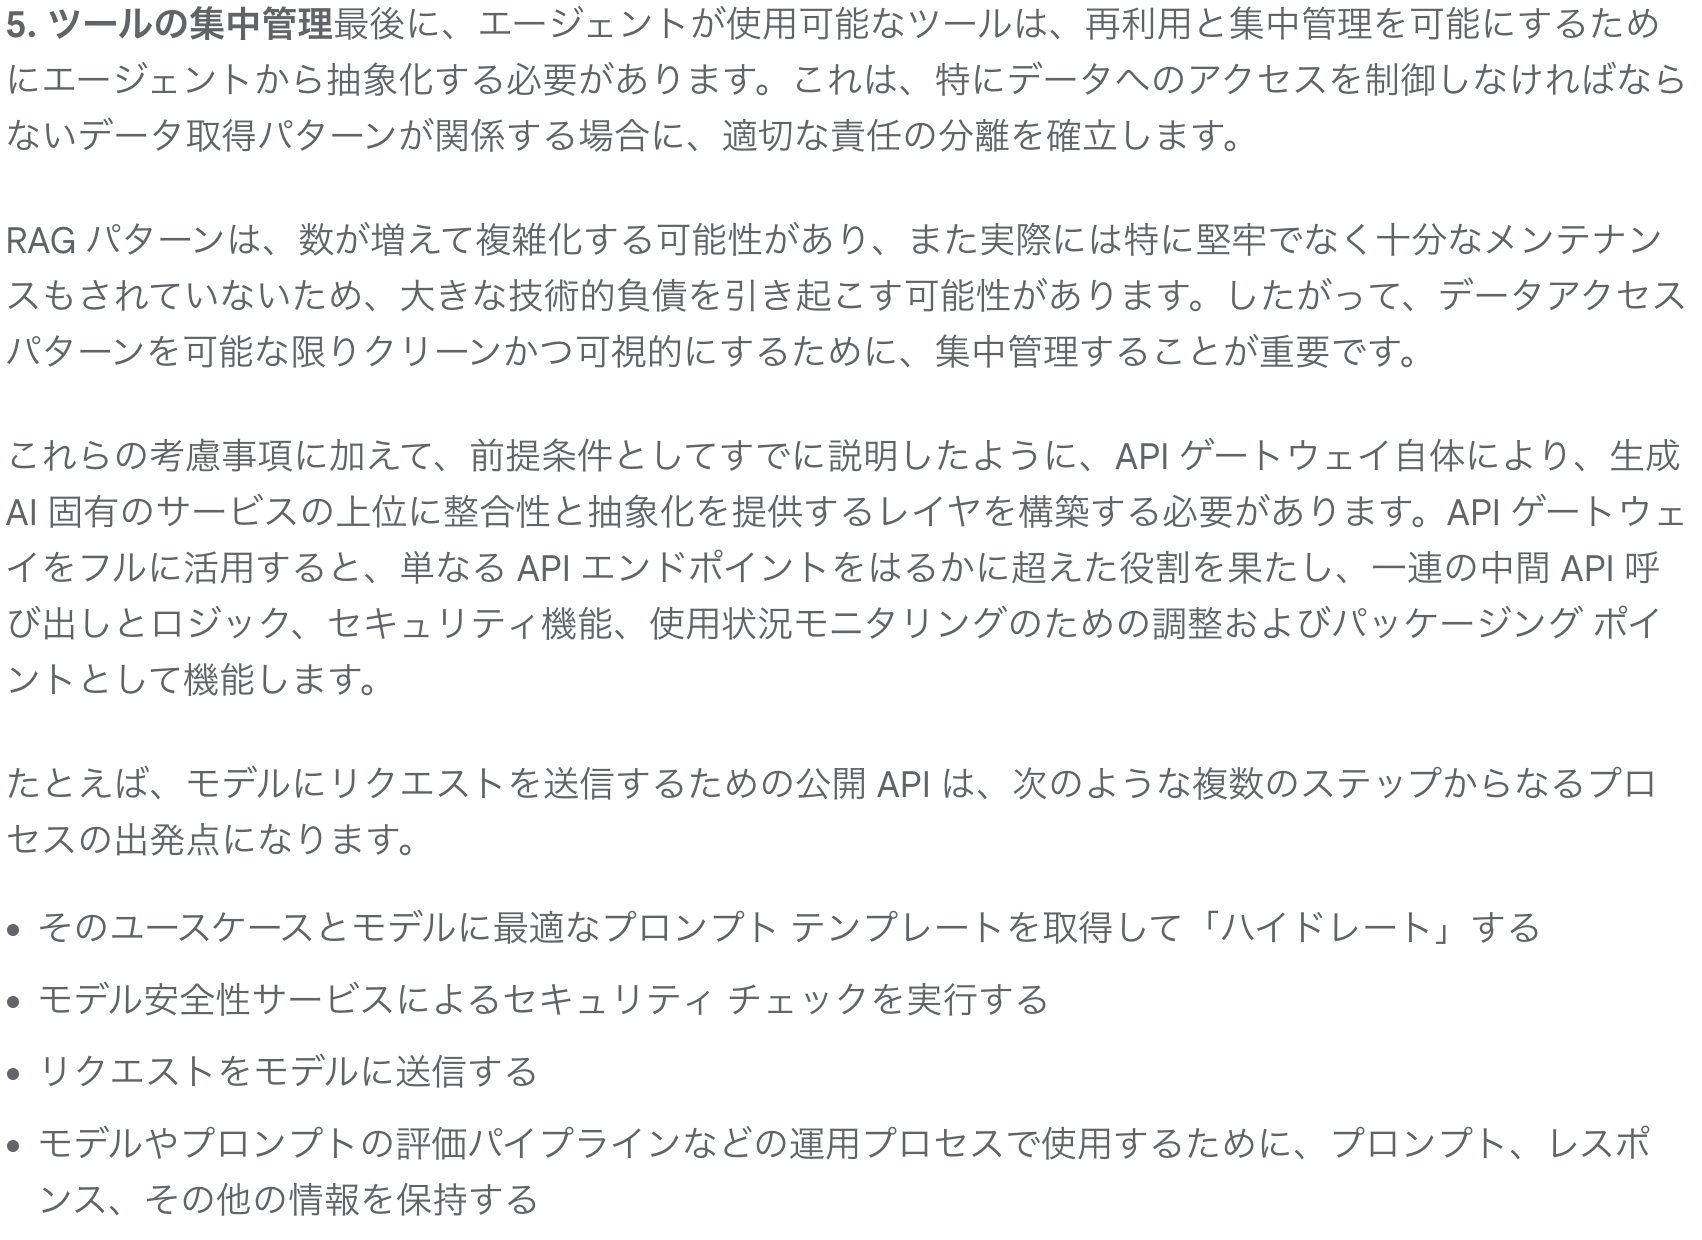 5. ツールの集中管理最後に、エージェントが使用可能なツールは、再利用と集中管理を可能にするため
にエージェントから抽象化する必要があります。これは、特にデータへのアクセスを制御しなければなら
ないデータ取得パターンが関係する場合に、適切な責任の分離を確立します。
RAG パターンは、数が増えて複雑化する可能性があり、また実際には特に堅牢でなく十分なメンテナン
スもされていないため、大きな技術的負債を引き起こす可能性があります。したがって、データアクセス
パターンを可能な限りクリーンかつ可視的にするために、集中管理することが重要です。
これらの考慮事項に加えて、前提条件としてすでに説明したように、API ゲートウェイ自体により、生成
AI 固有のサービスの上位に整合性と抽象化を提供するレイヤを構築する必要があります。API ゲートウェ
イをフルに活用すると、単なる API エンドポイントをはるかに超えた役割を果たし、一連の中間 API 呼
び出しとロジック、セキュリティ機能、使用状況モニタリングのための調整およびパッケージング ポイ
ントとして機能します。
たとえば、モデルにリクエストを送信するための公開 API は、次のような複数のステップからなるプロ
セスの出発点になります。
• そのユースケースとモデルに最適なプロンプト テンプレートを取得して「ハイドレート」する
• モデル安全性サービスによるセキュリティ チェックを実行する
• リクエストをモデルに送信する
• モデルやプロンプトの評価パイプラインなどの運用プロセスで使用するために、プロンプト、レスポ
ンス、その他の情報を保持する